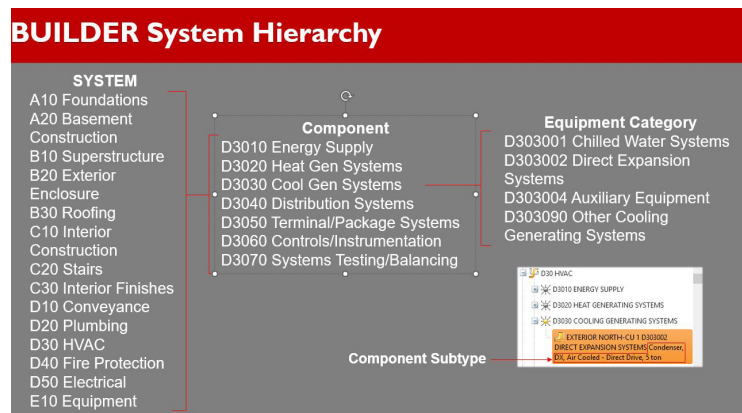 BUILDER System Hierarchy
SYSTEM
A10 Foundations
A20 Basement
Construction
B10 Superstructure
B20 Exterior
Enclosure
B30 Roofing
C10 Interior
Construction
C20 Stairs
C30 Interior Finishes
D10 Conveyance
D20 Plumbing
D30 HVAC
D40 Fire Protection
D50 Electrical
E10 Equipment
Component
D3010 Energy Supply
D3020 Heat Gen Systems
D3030 Cool Gen Systems
D3040 Distribution Systems
D3050 Terminal/Package Systems
D3060 Controls/Instrumentation
D3070 Systems Testing/Balancing
Equipment Category
D303001 Chilled Water Systems
D303002 Direct Expansion
Systems
D303004 Auxiliary Equipment
D303090 Other Cooling
Generating Systems
Component Subtype
D30 HVAC
D3010 ENERGY SUPPLY
D3020 HEAT GENERATING SYSTEMS
D3030 COOLING GENERATING SYSTEMS
EXTERIOR NORTH-CU 1 D303002
DIRECT EXPANSION SYSTEMS Condenser,
DX, Air Cooled - Direct Drive, 5 ton